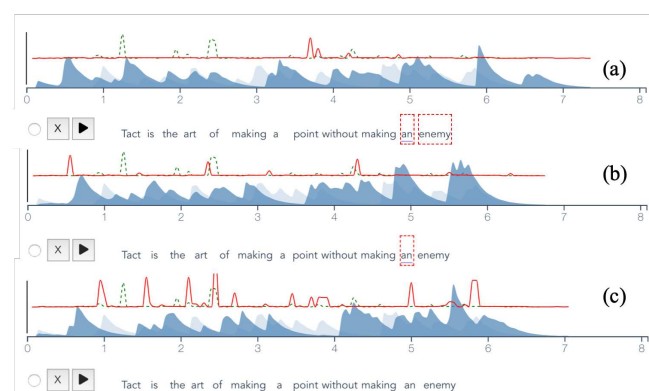 (a)
0 1 2 3 4 5 6 7 8
X Tact is the art of making a point without making an enemy
(b)
0 1 2 3 4 5 6 7 8
X Tact is the art of making a point without making an enemy
(c)
0 1 2 3 4 5 6 7 8
X Tact is the art of making a point without making an enemy